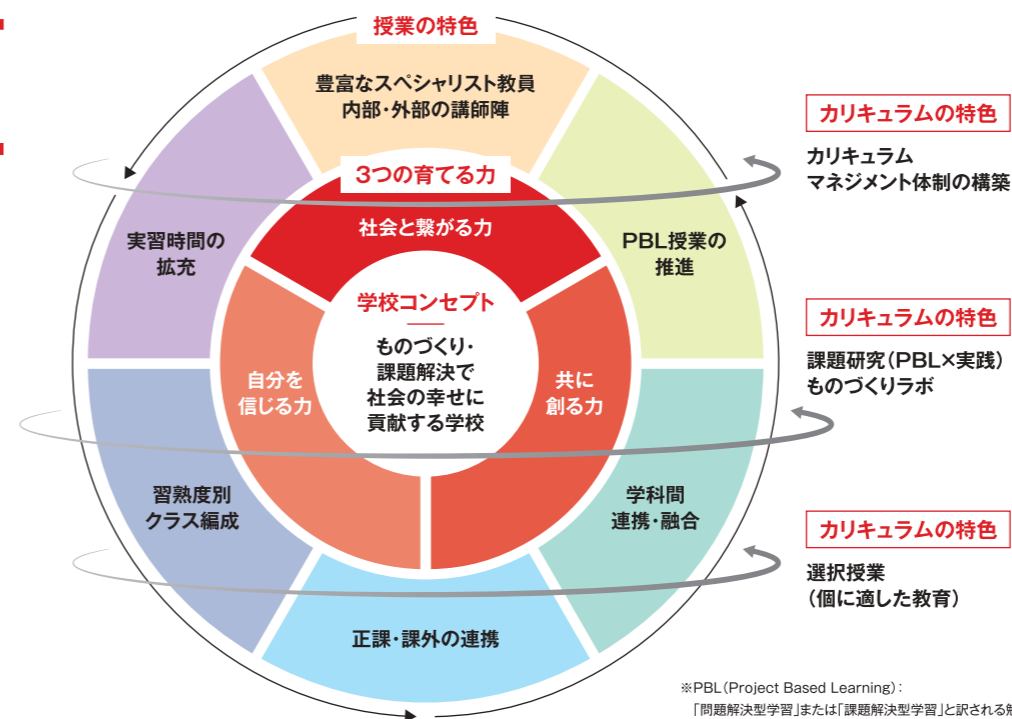 授業の特色
豊富なスペシャリスト教員
内部・外部の講師陣
PBL授業の
推進
学科間
連携・融合
正課・課外の連携
習熟度別
クラス編成
実習時間の
拡充
3つの育てる力
社会と繋がる力
共に
創る力
自分を
信じる力
学校コンセプト
ものづくり・
課題解決で
社会の幸せに
貢献する学校
カリキュラムの特色
カリキュラム
マネジメント体制の構築
カリキュラムの特色
課題研究(PBL×実践)
ものづくりラボ
カリキュラムの特色
選択授業
(個に適した教育)
※PBL(Project Based Learning):
「問題解決型学習」または「課題解決型学習」と訳される